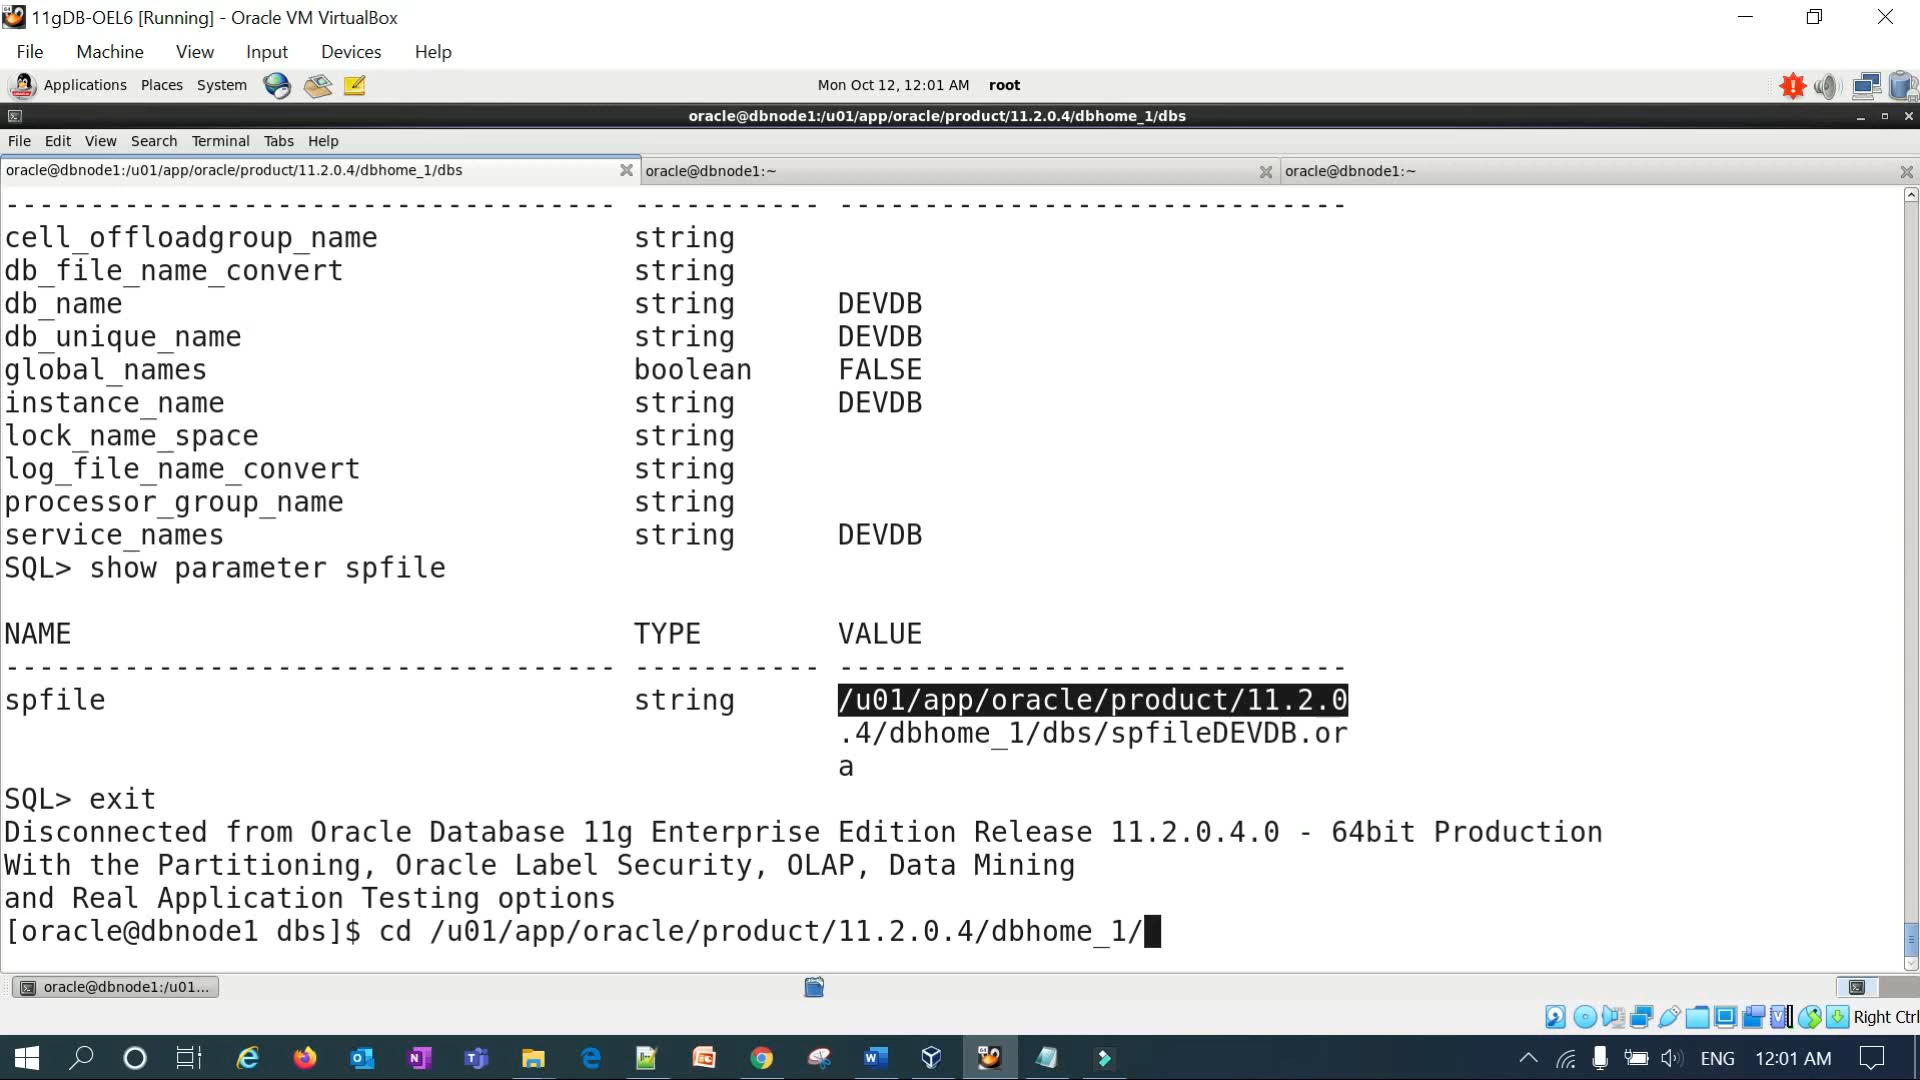 11gDB-OEL6 [Running] - Oracle VM VirtualBox
File Machine View Input Devices Help
Applications Places System Mon Oct 12, 12:01 AM root
oracle@dbnode1:/u01/app/oracle/product/11.2.0.4/dbhome_1/dbs
File Edit View Search Terminal Tabs Help
oracle@dbnode1:/u01/app/oracle/product/11.2.0.4/dbhome_1/dbs oracle@dbnode1:~ oracle@dbnode1:~
------------------------------------ ----------- ------------------------------
cell_offloadgroup_name string
db_file_name_convert string
db_name string DEVDB
db_unique_name string DEVDB
global_names boolean FALSE
instance_name string DEVDB
lock_name_space string
log_file_name_convert string
processor_group_name string
service_names string DEVDB
SQL> show parameter spfile
NAME TYPE VALUE
------------------------------------ ----------- ------------------------------
spfile string /u01/app/oracle/product/11.2.0
.4/dbhome_1/dbs/spfileDEVDB.or
a
SQL> exit
Disconnected from Oracle Database 11g Enterprise Edition Release 11.2.0.4.0 - 64bit Production
With the Partitioning, Oracle Label Security, OLAP, Data Mining
and Real Application Testing options
[oracle@dbnode1 dbs]$ cd /u01/app/oracle/product/11.2.0.4/dbhome_1/
oracle@dbnode1:/u01...
Right Ctrl
ENG 12:01 AM